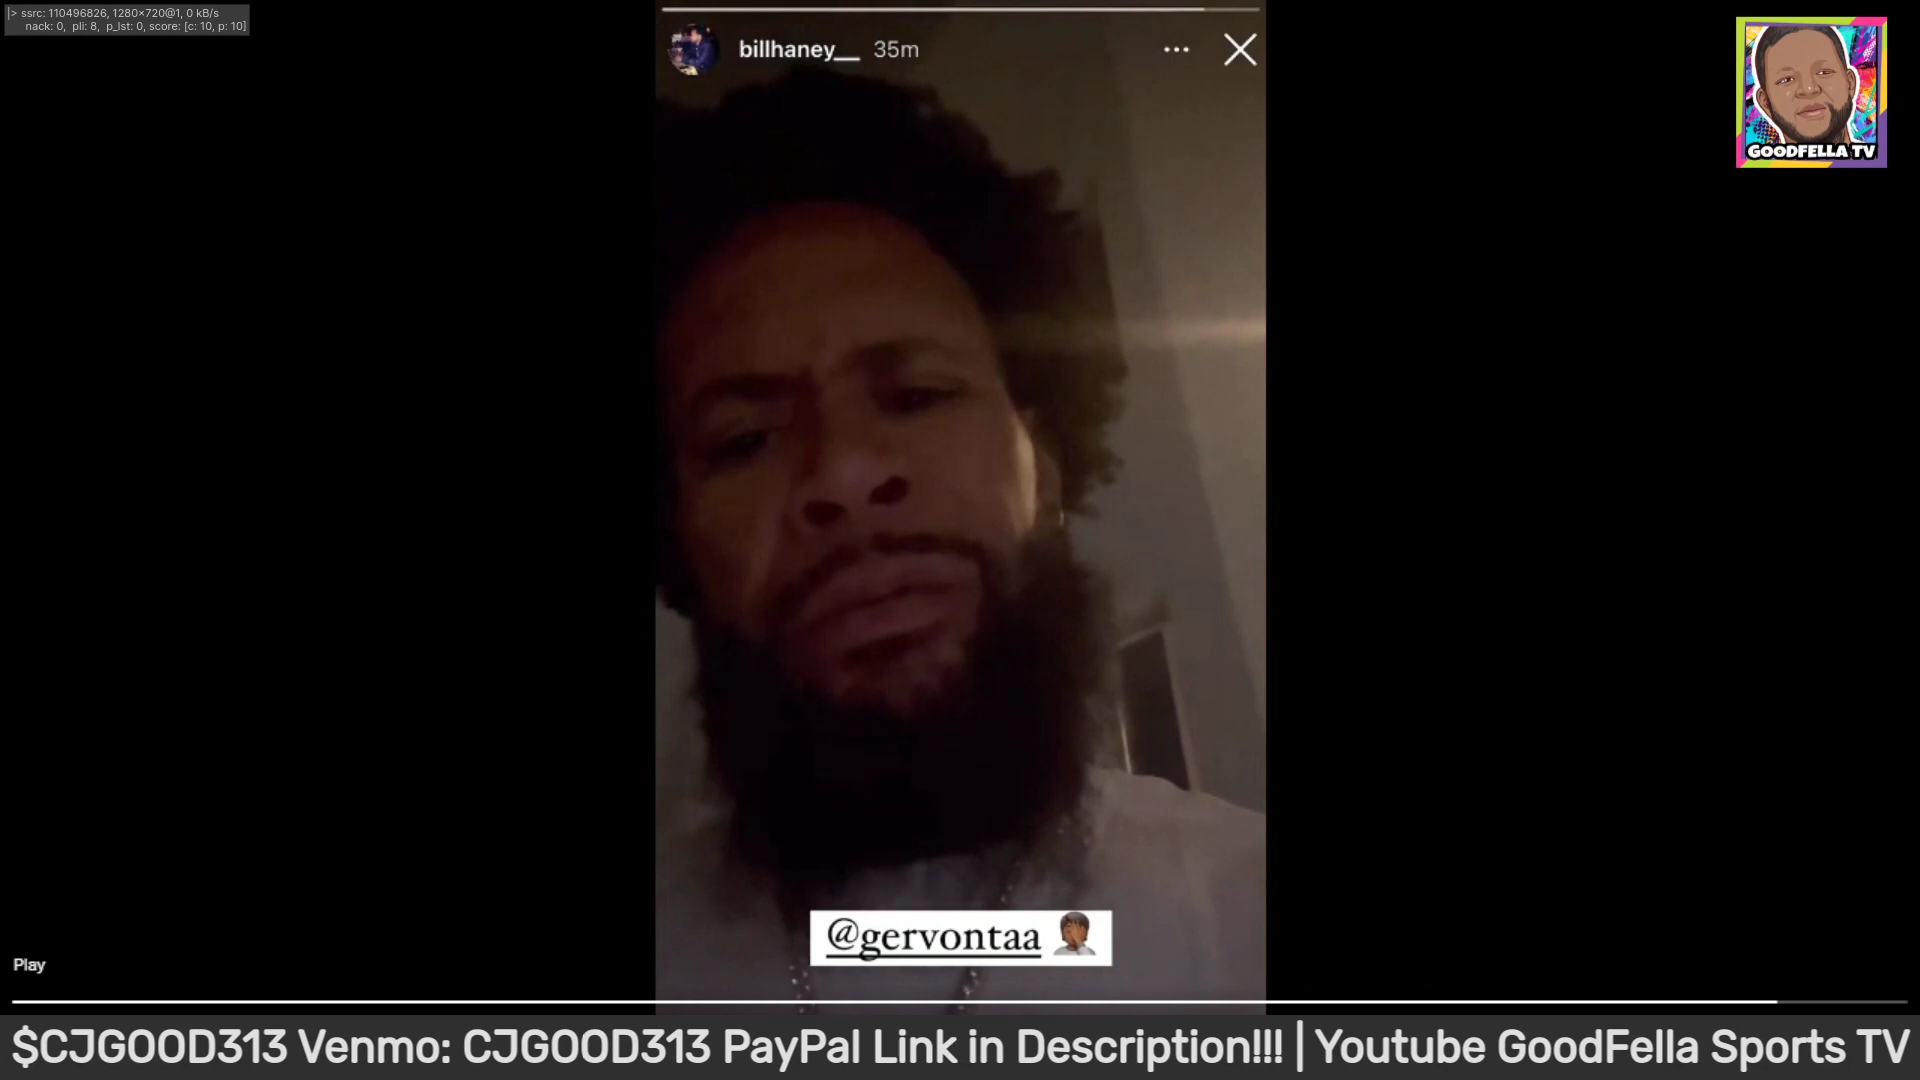 |> ssrc: 110496826, 1280×720@1, 0 kB/s
nack: 0, pli: 8, p_lst: 0, score: [c: 10, p: 10]
billhaney__ 35m
GOODFELLA TV
@gervontaa
Play
$CJGOOD313 Venmo: CJGOOD313 PayPal Link in Description!!! | Youtube GoodFella Sports TV